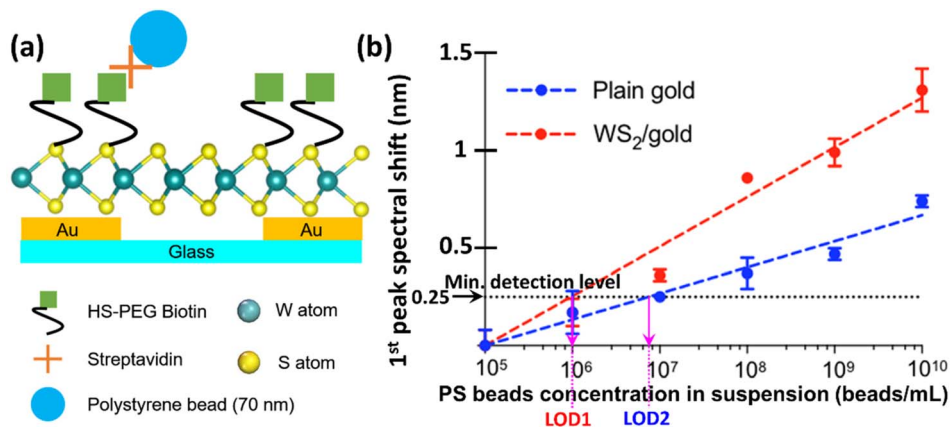 (a)
Au
Au
Glass
HS-PEG Biotin
W atom
Streptavidin
S atom
Polystyrene bead (70 nm)
(b)
1st peak spectral shift (nm)
1.5
1
0.5
0.25
Plain gold
WS2/gold
Min. detection level
10^5 10^6 10^7 10^8 10^9 10^10
PS beads concentration in suspension (beads/mL)
LOD1 LOD2